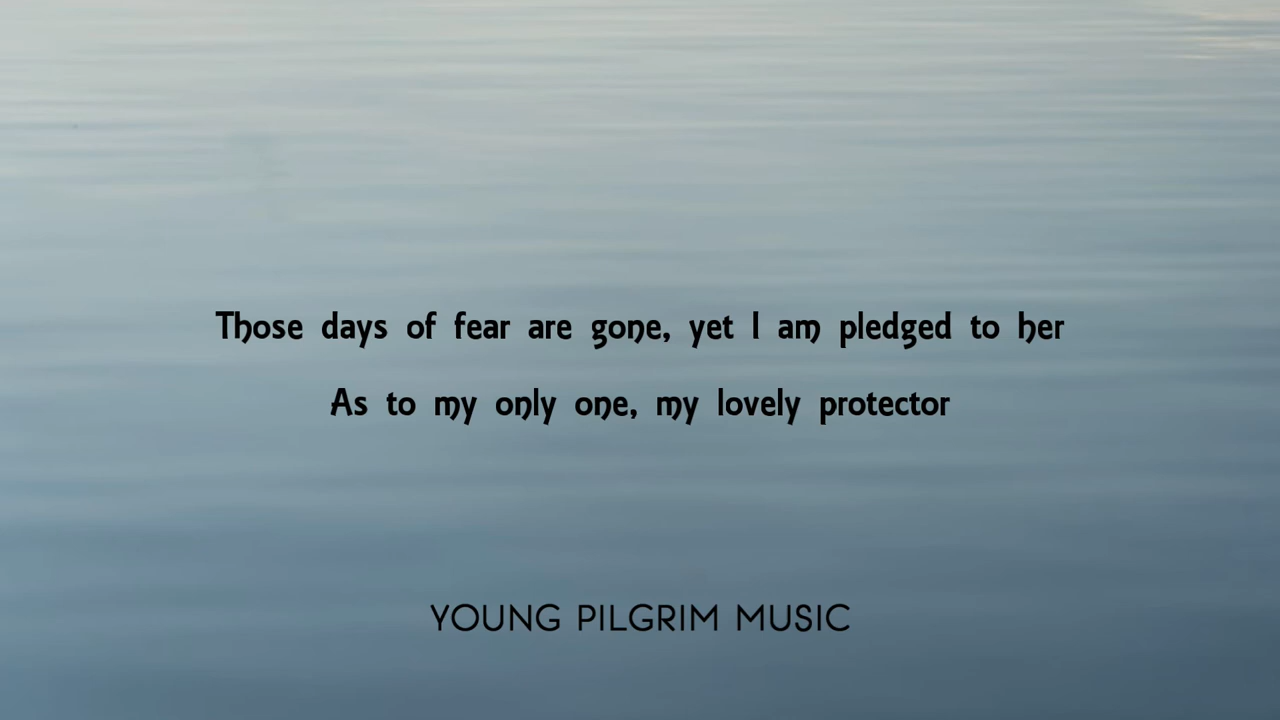 Those days of fear are gone, yet I am pledged to her
As to my only one, my lovely protector
YOUNG PILGRIM MUSIC